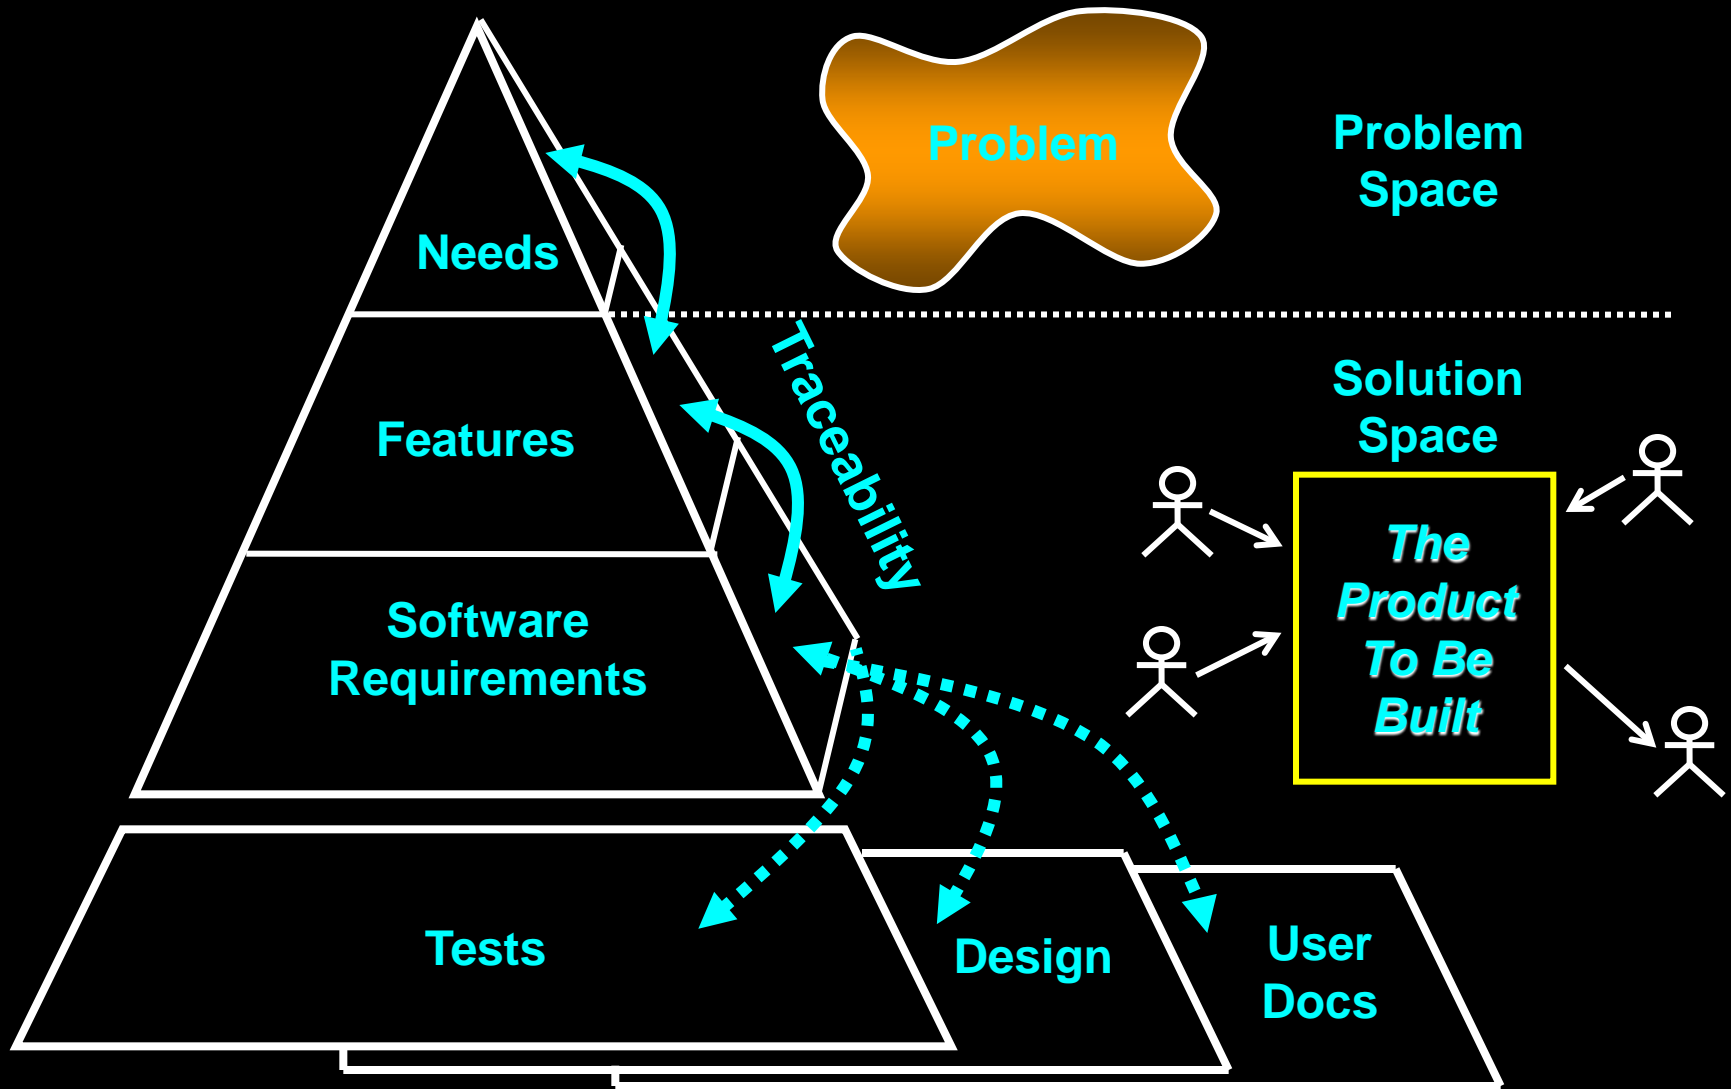 Problem
Problem
Space
Needs
Traceability
Solution
Space
Features
The
Product
To Be
Built
Software
Requirements
Tests
Design
User
Docs